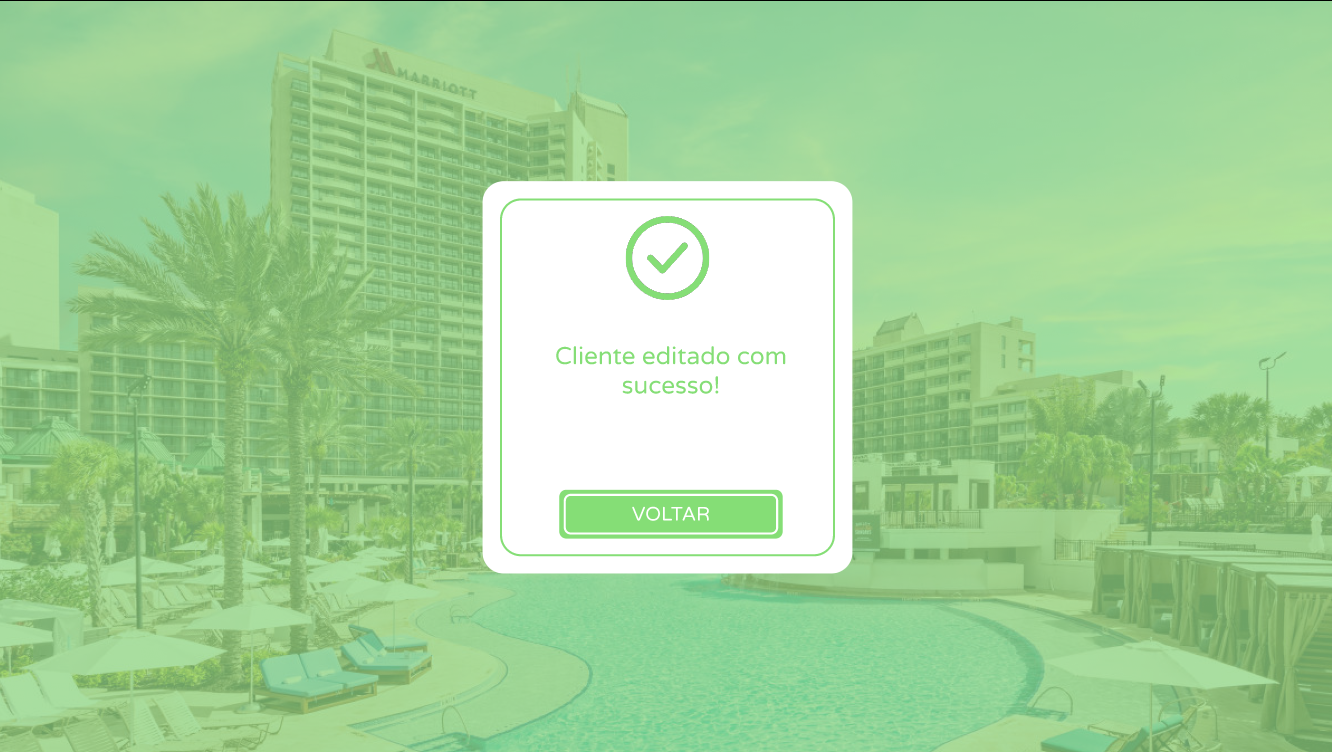 MARRIOTT
Cliente editado com
sucesso!
VOLTAR